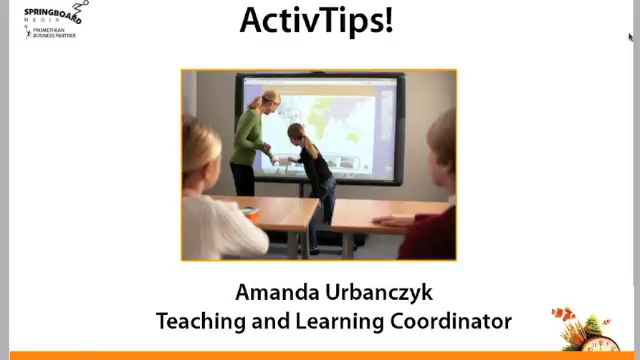 SPRINGBOARD
MEDIA
PROMETHEAN
BUSINESS PARTNER
ActivTips!
Amanda Urbanczyk
Teaching and Learning Coordinator